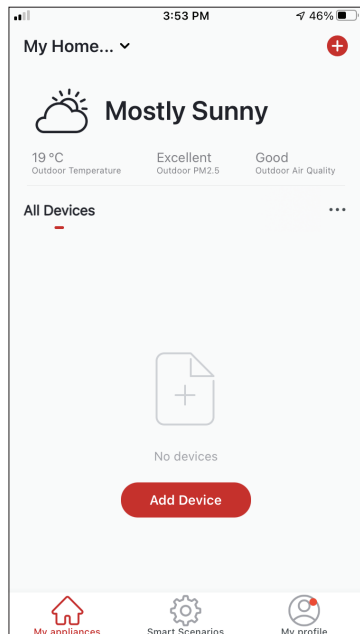 3:53 PM
46%
My Home...
Mostly Sunny
19 °C Excellent Good
Outdoor Temperature Outdoor PM2.5 Outdoor Air Quality
All Devices
No devices
Add Device
My appliances Smart Scenarios My profile